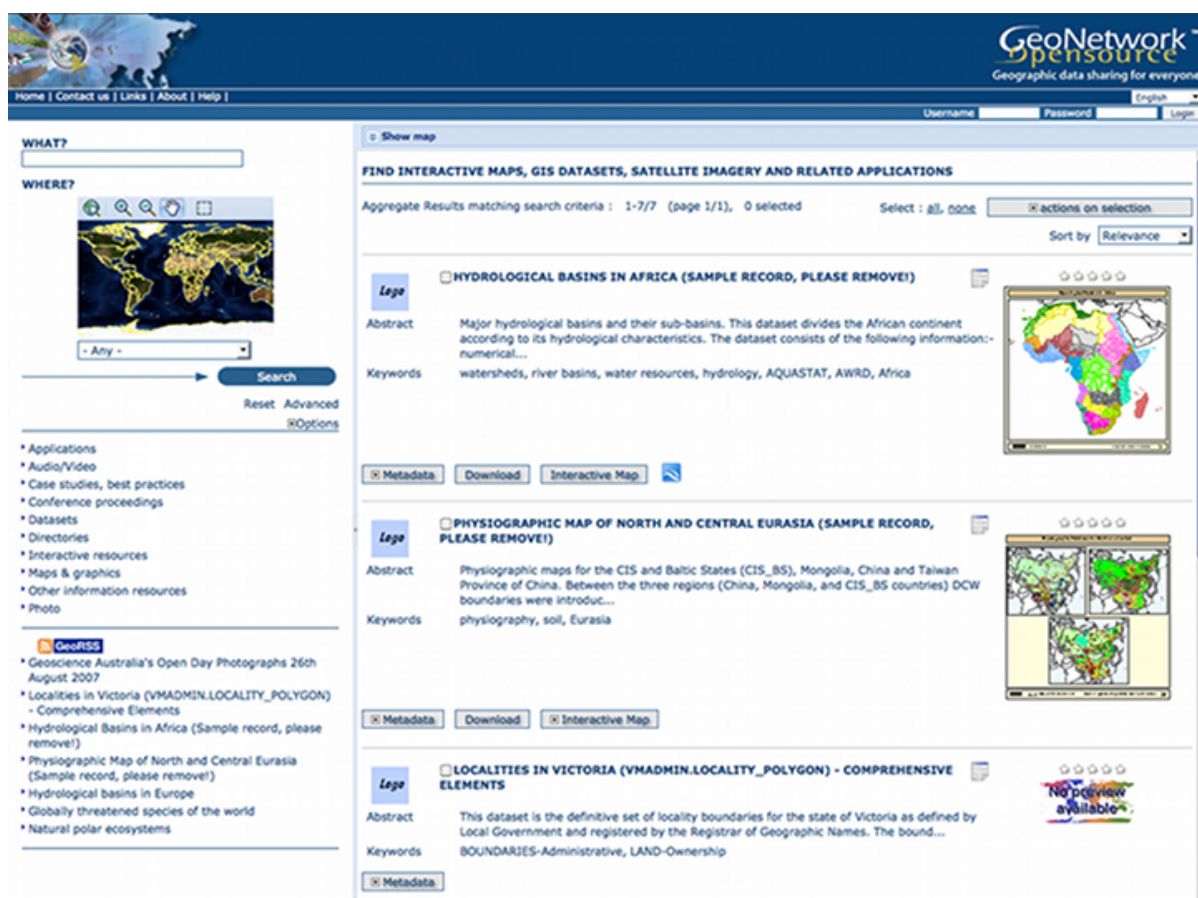 GeoNetwork
Opensource
Geographic data sharing for everyone
Home | Contact us | Links | About | Help |
English
Username Password Login
WHAT?
WHERE?
- Any -
Search
Reset Advanced
Options
Applications
Audio/Video
Case studies, best practices
Conference proceedings
Datasets
Directories
Interactive resources
Maps & graphics
Other information resources
Photo
GeoRSS
Geoscience Australia's Open Day Photographs 26th
August 2007
Localities in Victoria (VMADMIN.LOCALITY_POLYGON)
- Comprehensive Elements
Hydrological Basins in Africa (Sample record, please
remove!)
Physiographic Map of North and Central Eurasia
(Sample record, please remove!)
Hydrological basins in Europe
Globally threatened species of the world
Natural polar ecosystems
Show map
FIND INTERACTIVE MAPS, GIS DATASETS, SATELLITE IMAGERY AND RELATED APPLICATIONS
Aggregate Results matching search criteria : 1-7/7 (page 1/1), 0 selected Select : all, none actions on selection
Sort by Relevance
Logo
HYDROLOGICAL BASINS IN AFRICA (SAMPLE RECORD, PLEASE REMOVE!)
Abstract Major hydrological basins and their sub-basins. This dataset divides the African continent
according to its hydrological characteristics. The dataset consists of the following information:-
numerical...
Keywords watersheds, river basins, water resources, hydrology, AQUASTAT, AWRD, Africa
Metadata Download Interactive Map
Logo
PHYSIOGRAPHIC MAP OF NORTH AND CENTRAL EURASIA (SAMPLE RECORD,
PLEASE REMOVE!)
Abstract Physiographic maps for the CIS and Baltic States (CIS_BS), Mongolia, China and Taiwan
Province of China. Between the three regions (China, Mongolia, and CIS_BS countries) DCW
boundaries were introduc...
Keywords physiography, soil, Eurasia
Metadata Download Interactive Map
Logo
LOCALITIES IN VICTORIA (VMADMIN.LOCALITY_POLYGON) - COMPREHENSIVE
ELEMENTS
No preview
available
Abstract This dataset is the definitive set of locality boundaries for the state of Victoria as defined by
Local Government and registered by the Registrar of Geographic Names. The bound...
Keywords BOUNDARIES-Administrative, LAND-Ownership
Metadata